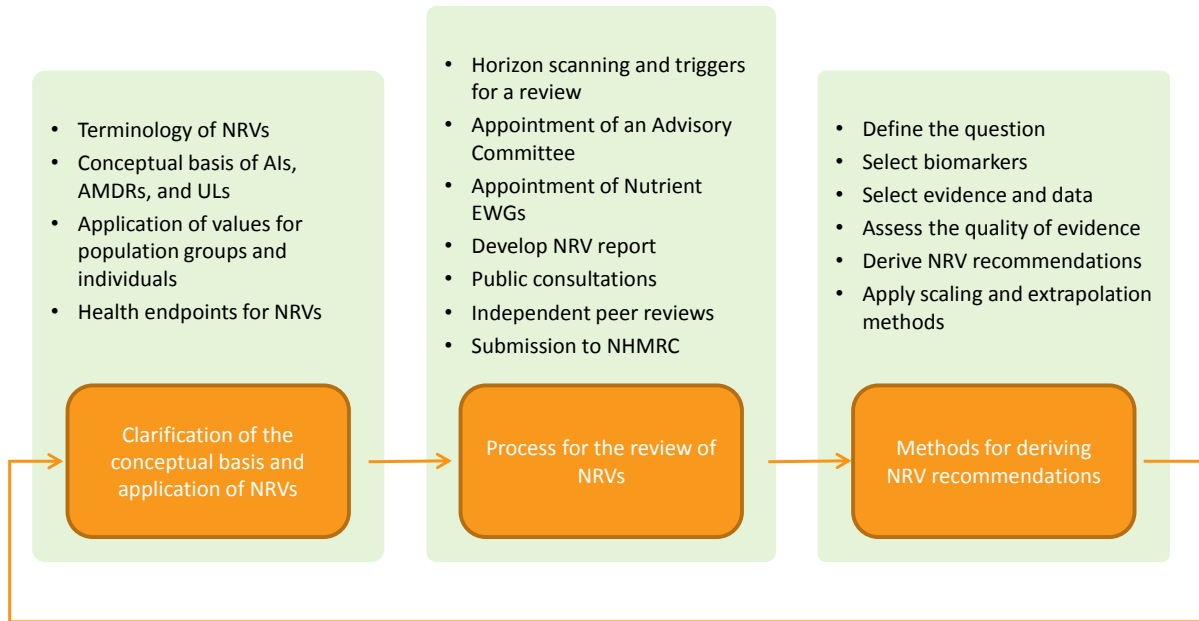 • Terminology of NRVs
• Conceptual basis of AIs,
AMDRs, and ULs
• Application of values for
population groups and
individuals
• Health endpoints for NRVs
Clarification of the
conceptual basis and
application of NRVs
• Horizon scanning and triggers
for a review
• Appointment of an Advisory
Committee
• Appointment of Nutrient
EWGs
• Develop NRV report
• Public consultations
• Independent peer reviews
• Submission to NHMRC
Process for the review of
NRVs
• Define the question
• Select biomarkers
• Select evidence and data
• Assess the quality of evidence
• Derive NRV recommendations
• Apply scaling and extrapolation
methods
Methods for deriving
NRV recommendations